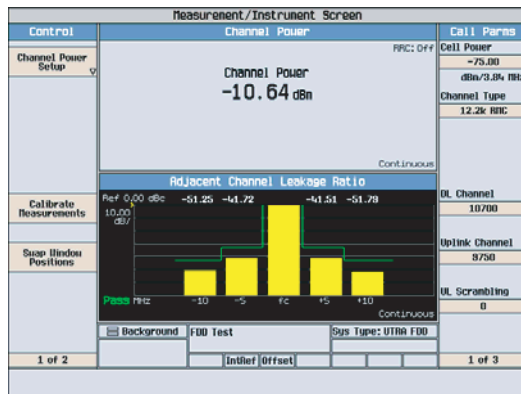 Measurement/Instrument Screen
Control
Channel Power
Call Parms
Channel Power
Setup
RRC: Off
Channel Power
-10.64 dBm
Continuous
Cell Power
-75.00
dBm/3.84 MHz
Channel Type
12.2k RMC
Adjacent Channel Leakage Ratio
Ref 0.00 dBc
-51.25 -41.72 -41.51 -51.79
10.00
dB/
Calibrate
Measurements
Swap Window
Positions
DL Channel
10700
Uplink Channel
9750
UL Scrambling
0
Pass MHz -10 -5 fc +5 +10
Continuous
Background
FDD Test
Sys Type: UTRA FDD
1 of 2
IntRef Offset
1 of 3